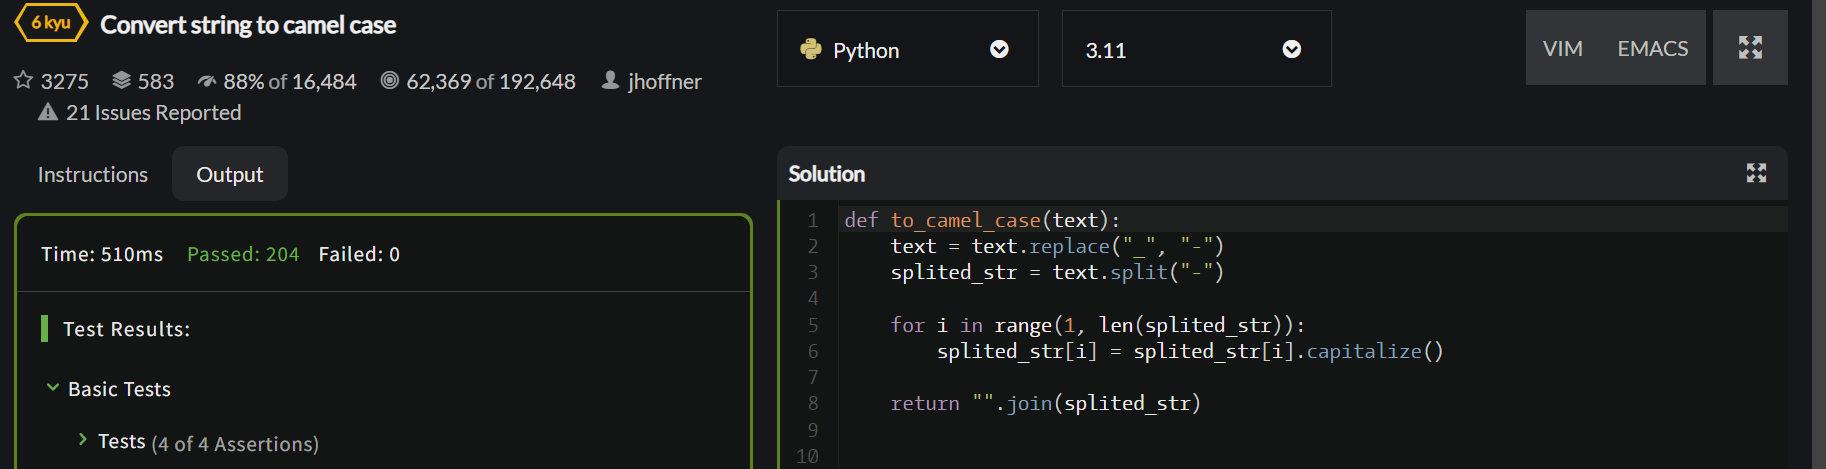 6 kyu Convert string to camel case
3275 583 88% of 16,484 62,369 of 192,648 jhoffner
21 Issues Reported
Instructions Output
Time: 510ms Passed: 204 Failed: 0
Test Results:
Basic Tests
Tests (4 of 4 Assertions)
Python 3.11 VIM EMACS
Solution
1 def to_camel_case(text):
2 text = text.replace("_", "-")
3 splited_str = text.split("-")
4
5 for i in range(1, len(splited_str)):
6 splited_str[i] = splited_str[i].capitalize()
7
8 return "".join(splited_str)
9
10